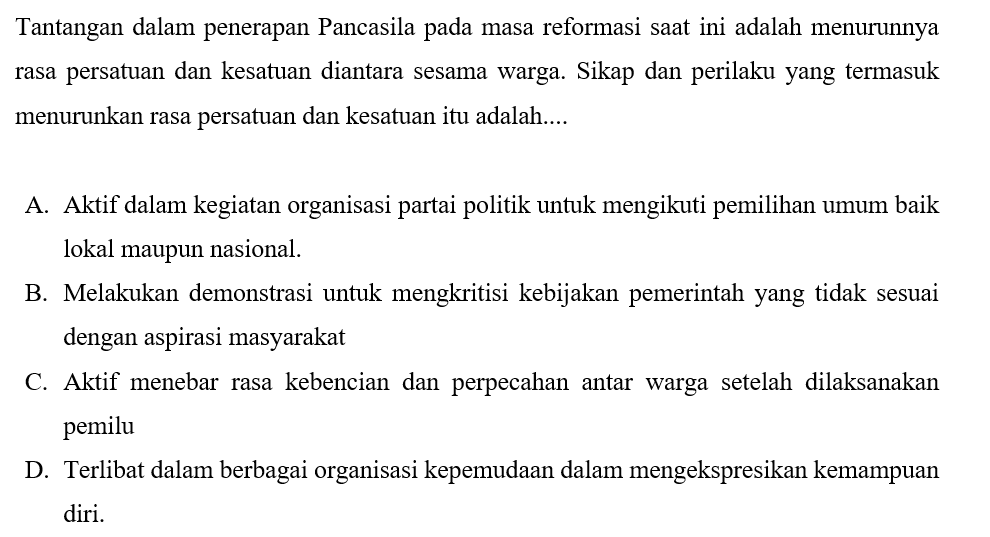 Tantangan dalam penerapan Pancasila pada masa reformasi saat ini adalah menurunnya
rasa persatuan dan kesatuan diantara sesama warga. Sikap dan perilaku yang termasuk
menurunkan rasa persatuan dan kesatuan itu adalah....
A. Aktif dalam kegiatan organisasi partai politik untuk mengikuti pemilihan umum baik
lokal maupun nasional.
B. Melakukan demonstrasi untuk mengkritisi kebijakan pemerintah yang tidak sesuai
dengan aspirasi masyarakat
C. Aktif menebar rasa kebencian dan perpecahan antar warga setelah dilaksanakan
pemilu
D. Terlibat dalam berbagai organisasi kepemudaan dalam mengekspresikan kemampuan
diri.